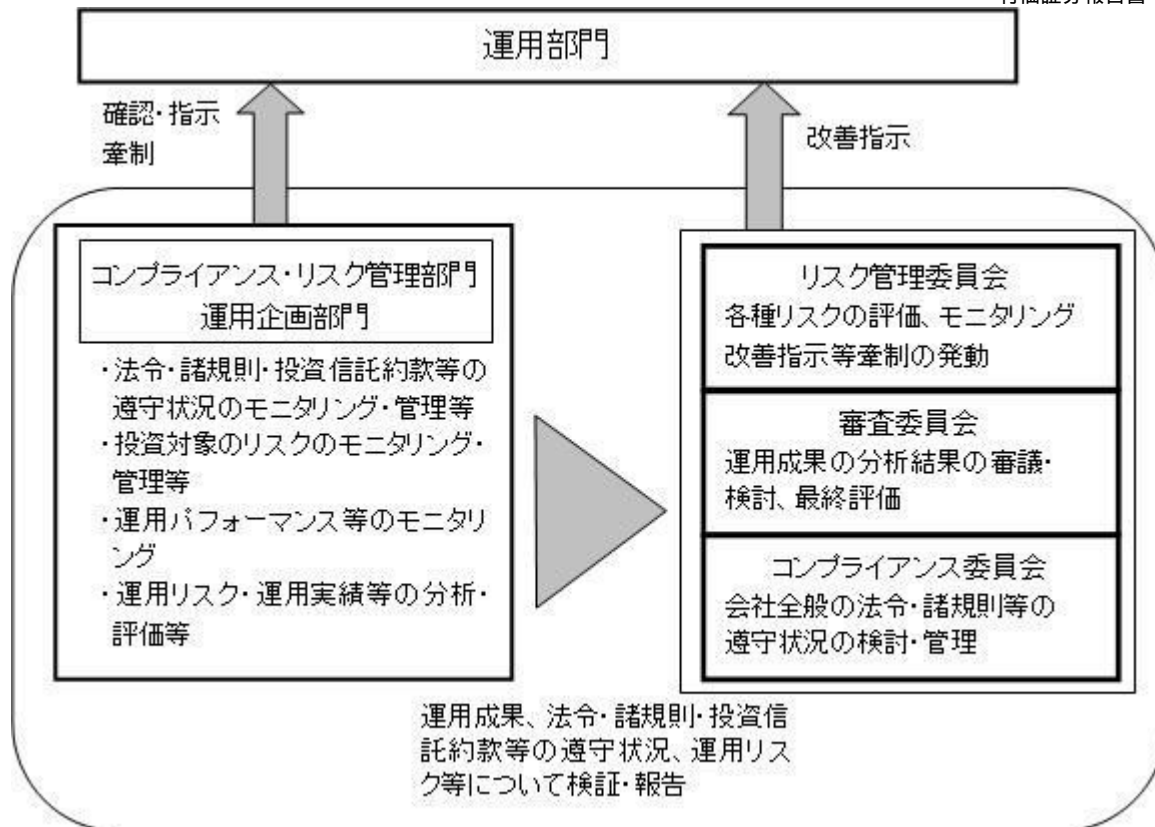 運用部門
確認・指示
牽制
改善指示
コンプライアンス・リスク管理部門
運用企画部門
・法令・諸規則・投資信託約款等の
遵守状況のモニタリング・管理等
・投資対象のリスクのモニタリング・
管理等
・運用パフォーマンス等のモニタリ
ング
・運用リスク・運用実績等の分析・
評価等
リスク管理委員会
各種リスクの評価、モニタリング
改善指示等牽制の発動
審査委員会
運用成果の分析結果の審議・
検討、最終評価
コンプライアンス委員会
会社全般の法令・諸規則等の
遵守状況の検討・管理
運用成果、法令・諸規則・投資信
託約款等の遵守状況、運用リス
ク等について検証・報告